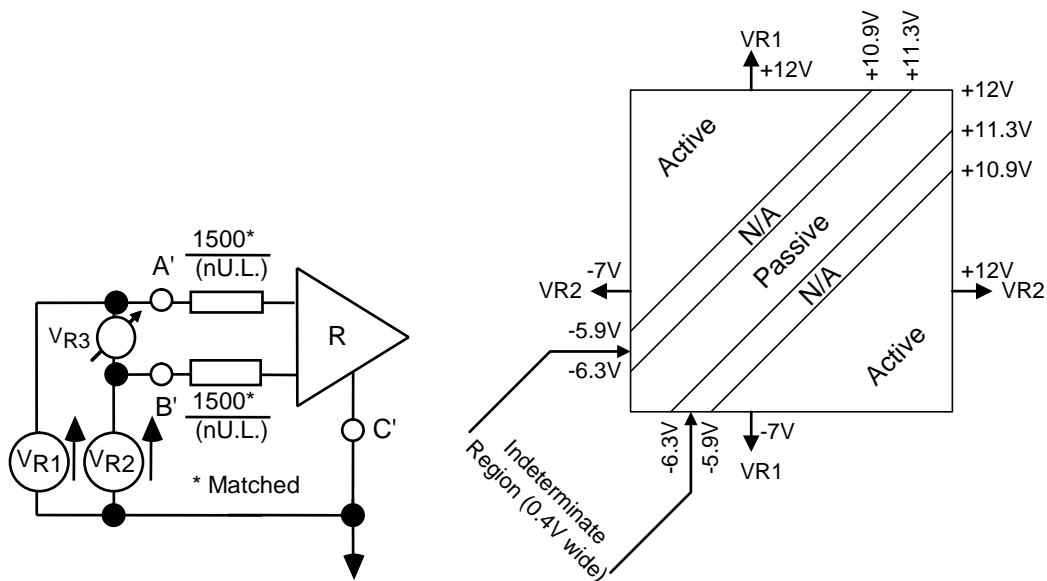 A'
1500*
(nU.L.)
VR3
R
B'
1500*
(nU.L.)
C'
VR1
VR2
* Matched
VR1
+12V
+10.9V
+11.3V
+12V
+11.3V
+10.9V
Active
N/A
Passive
N/A
Active
-7V
VR2
+12V
VR2
-5.9V
-6.3V
-6.3V
-5.9V
-7V
VR1
Indeterminate
Region (0.4V wide)